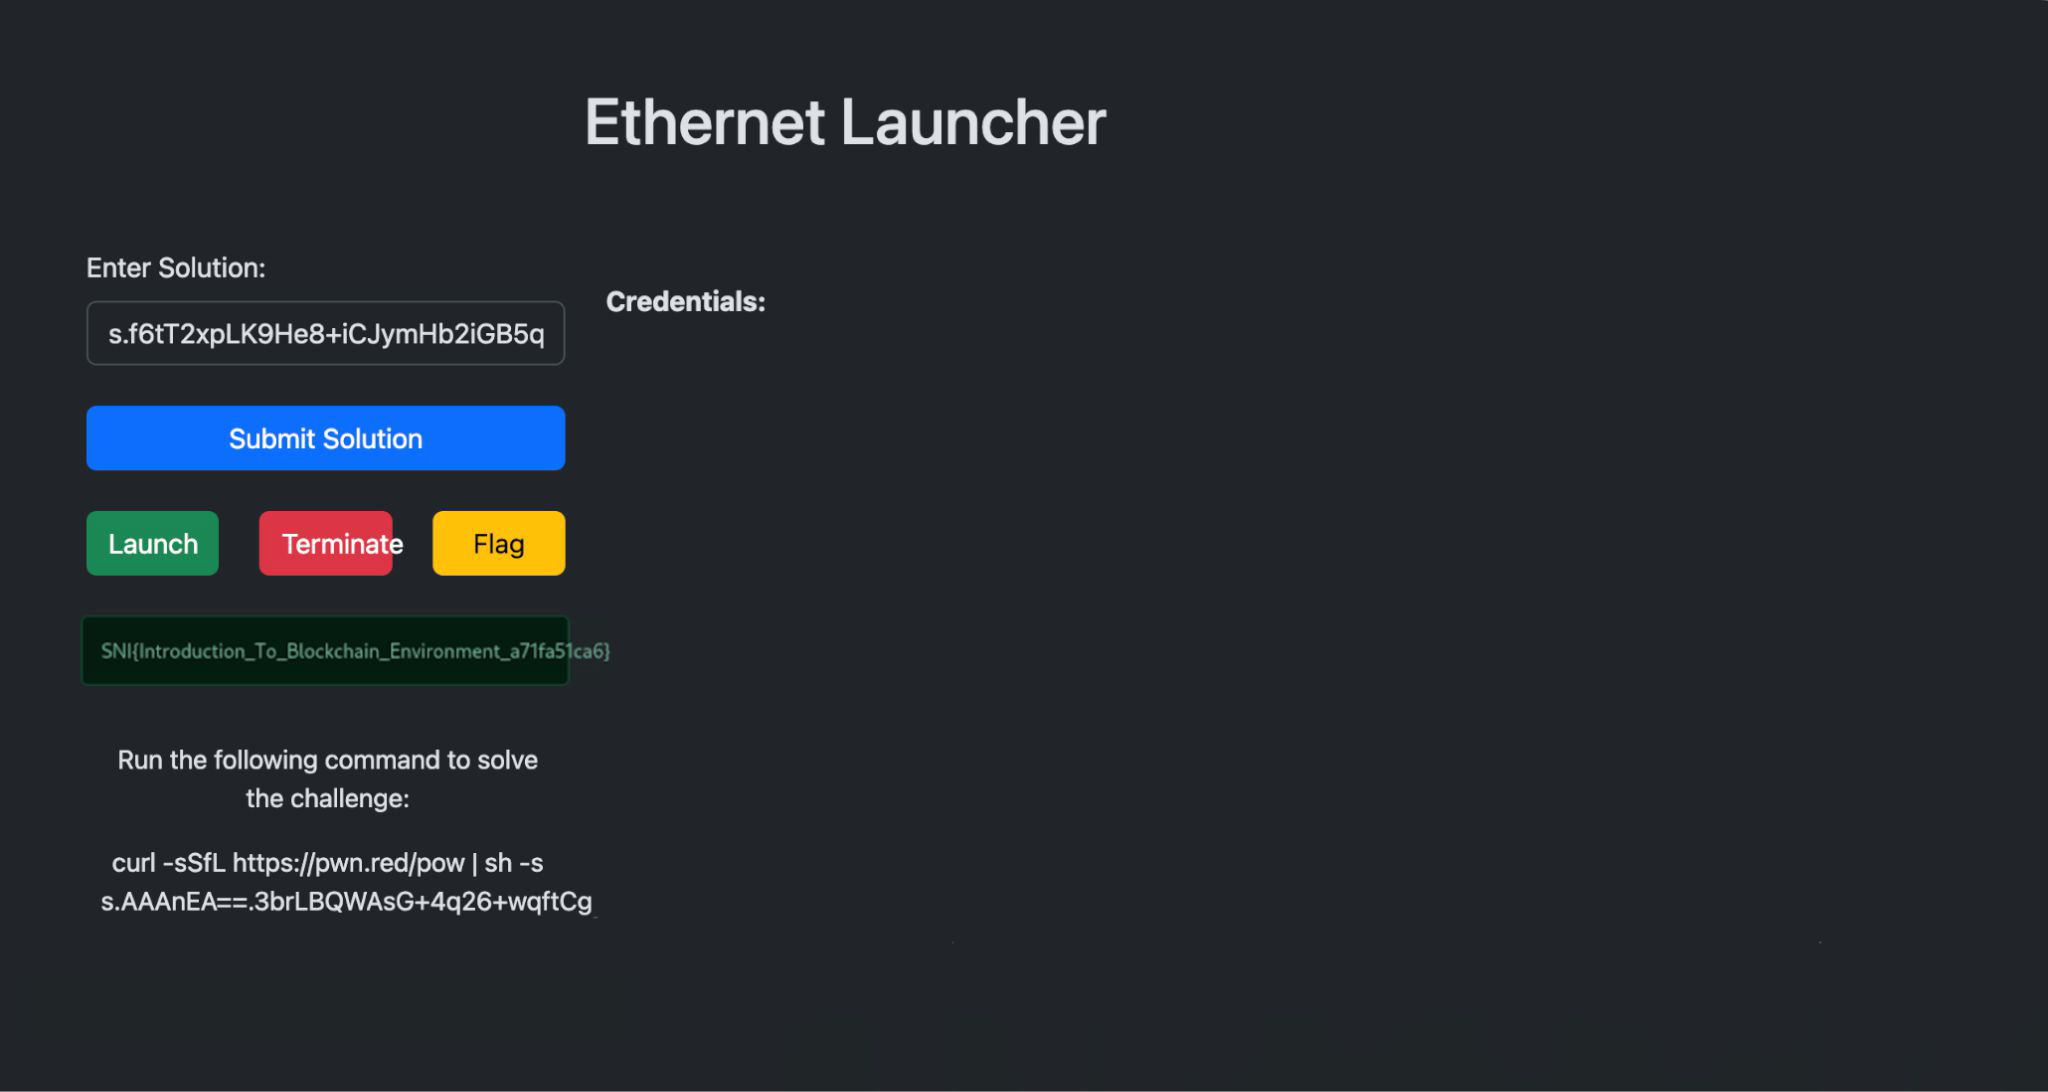 Ethernet Launcher
Enter Solution:
s.f6tT2xpLK9He8+iCJymHb2iGB5q
Submit Solution
Launch
Terminate
Flag
SNI{Introduction_To_Blockchain_Environment_a71fa51ca6}
Run the following command to solve
the challenge:
curl -sSfL https://pwn.red/pow | sh -s
s.AAAnEA==.3brLBQWAsG+4q26+wqftCg
Credentials: